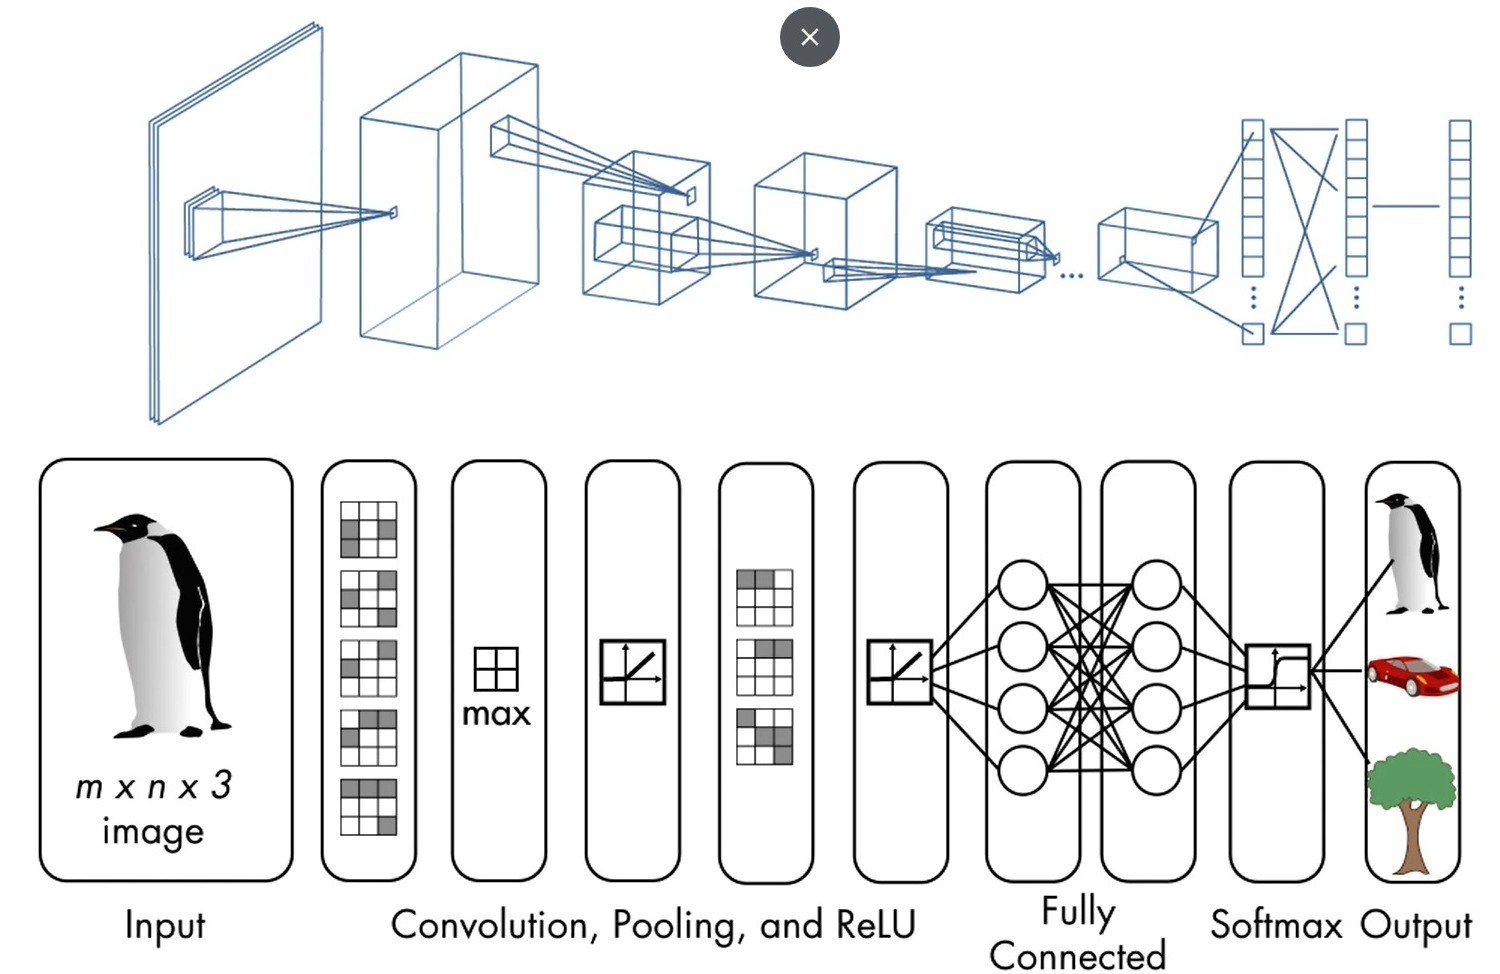 max
m x n x 3
image
Input
Convolution, Pooling, and ReLU
Fully
Connected
Softmax
Output